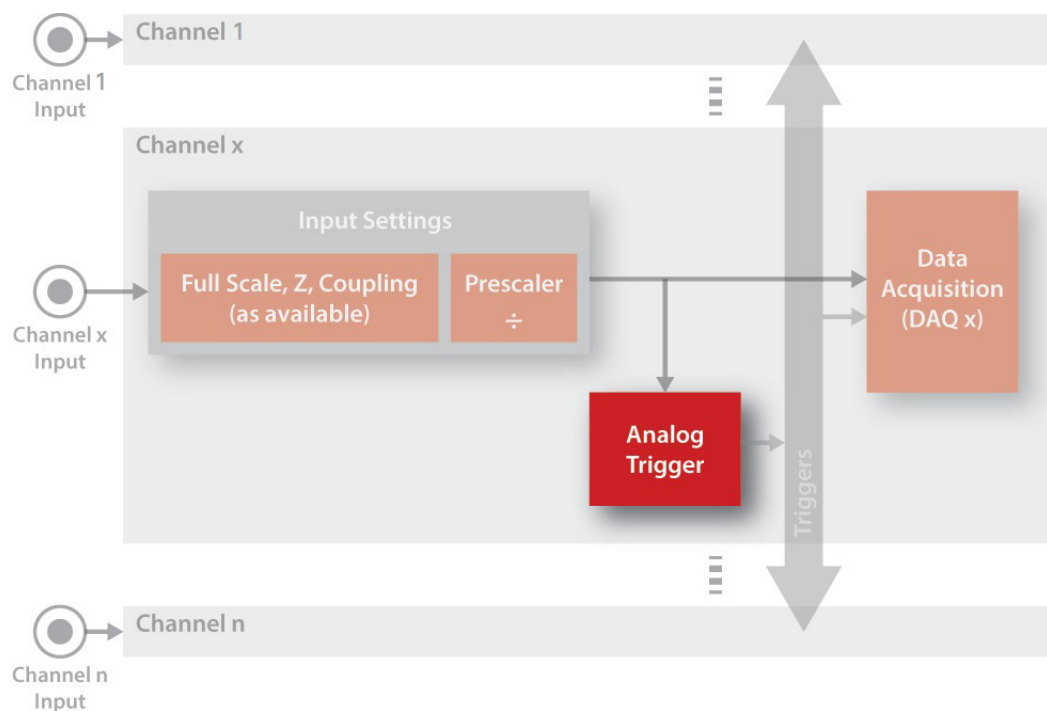 Channel 1
Channel 1
Input
Channel x
Input Settings
Full Scale, Z, Coupling
(as available)
Prescaler
÷
Data
Acquisition
(DAQ x)
Channel x
Input
Analog
Trigger
Triggers
Channel n
Channel n
Input